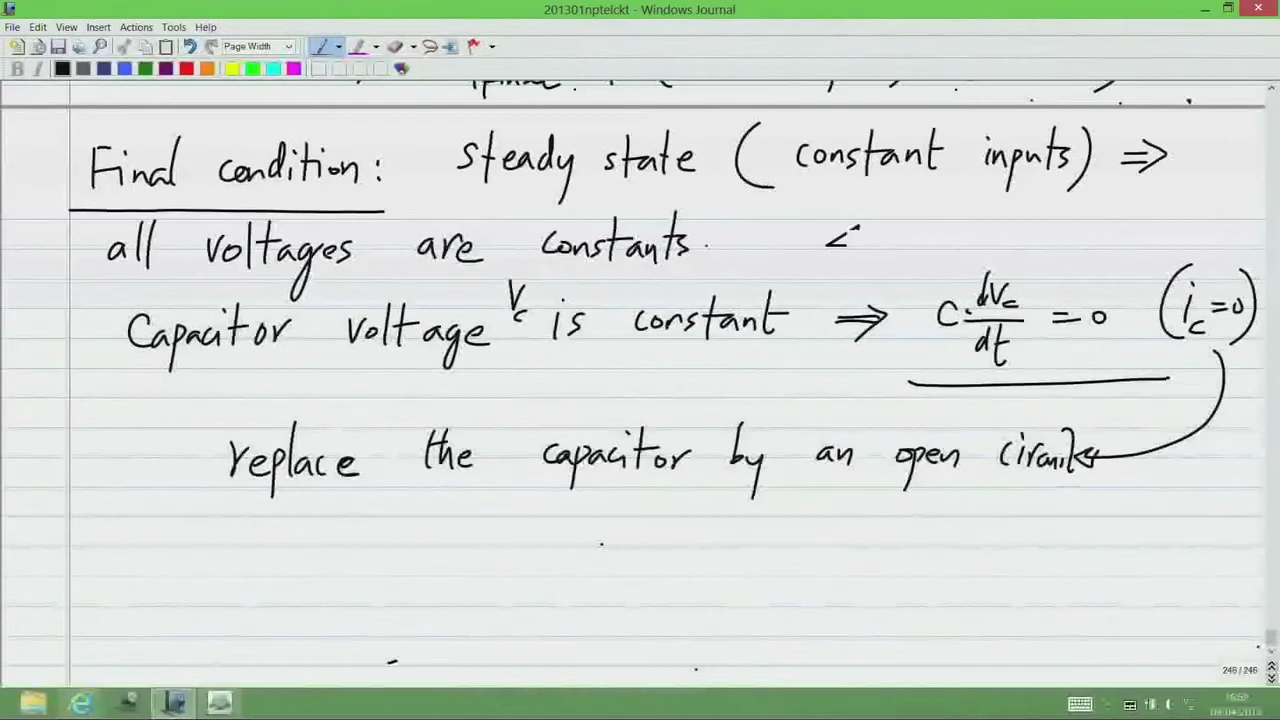 201301nptelckt - Windows Journal
File Edit View Insert Actions Tools Help
Page Width
Final condition: steady state (constant inputs) ⇒
all voltages are constants.
Capacitor voltage Vc is constant ⇒ C.dVc/dt = 0 (ic=0)
replace the capacitor by an open circuit
246 / 246